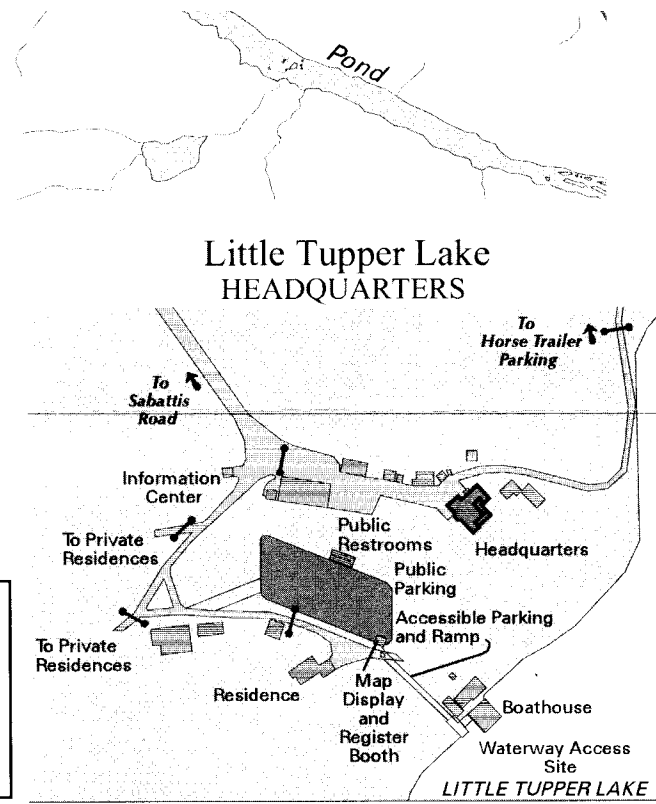 Pond
Little Tupper Lake
HEADQUARTERS
To
Horse Trailer
Parking
To
Sabattis
Road
Information
Center
To Private
Residences
Public
Restrooms
Headquarters
Public
Parking
Accessible Parking
and Ramp
To Private
Residences
Residence
Map
Display
and
Register
Booth
Boathouse
Waterway Access
Site
LITTLE TUPPER LAKE